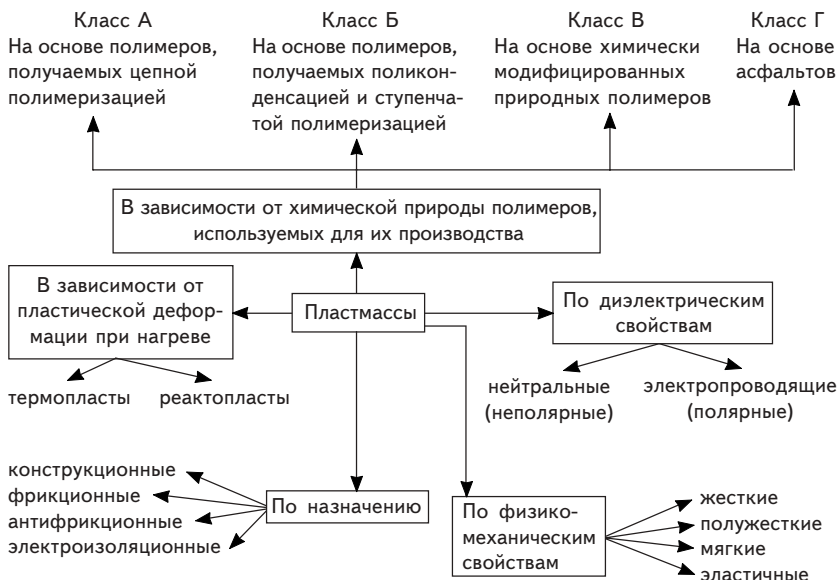 Класс А
На основе полимеров,
получаемых цепной
полимеризацией
Класс Б
На основе полимеров,
получаемых поликон-
денсацией и ступенча-
той полимеризацией
Класс В
На основе химически
модифицированных
природных полимеров
Класс Г
На основе
асфальтов
В зависимости от химической природы полимеров,
используемых для их производства
В зависимости от
пластической дефор-
мации при нагреве
Пластмассы
По диэлектрическим
свойствам
термопласты
реактопласты
нейтральные
(неполярные)
электропроводящие
(полярные)
конструкционные
фрикционные
антифрикционные
электроизоляционные
По назначению
По физико-
механическим
свойствам
жесткие
полужесткие
мягкие
эластичные